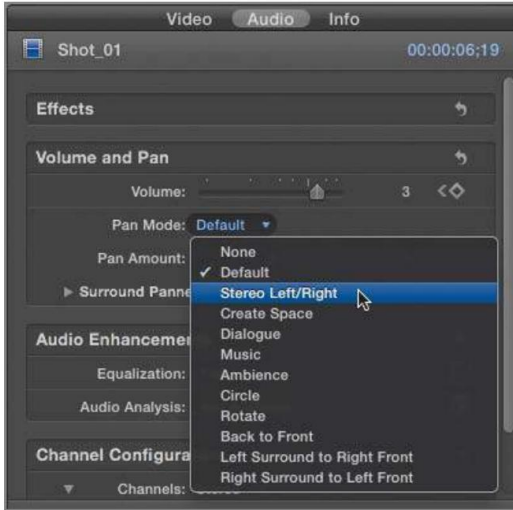 Video Audio Info
Shot_01 00:00:06;19
Effects
Volume and Pan
Volume: 3
Pan Mode: Default
Pan Amount:
None
Default
Surround Panne
Stereo Left/Right
Create Space
Audio Enhanceme
Dialogue
Music
Equalization:
Ambience
Audio Analysis:
Circle
Rotate
Back to Front
Channel Configura
Left Surround to Right Front
Channels:
Right Surround to Left Front